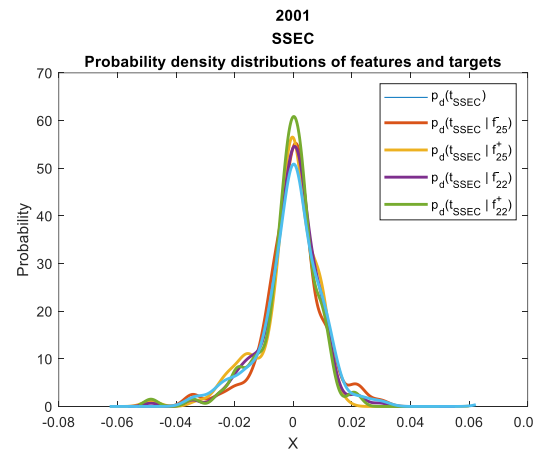 2001
SSEC
Probability density distributions of features and targets
70
60
50
40
30
20
10
0
Probability
p_d(t_SSEC)
p_d(t_SSEC | f^-_25)
p_d(t_SSEC | f^+_25)
p_d(t_SSEC | f^-_22)
p_d(t_SSEC | f^+_22)
-0.08 -0.06 -0.04 -0.02 0 0.02 0.04 0.06 0.0
X